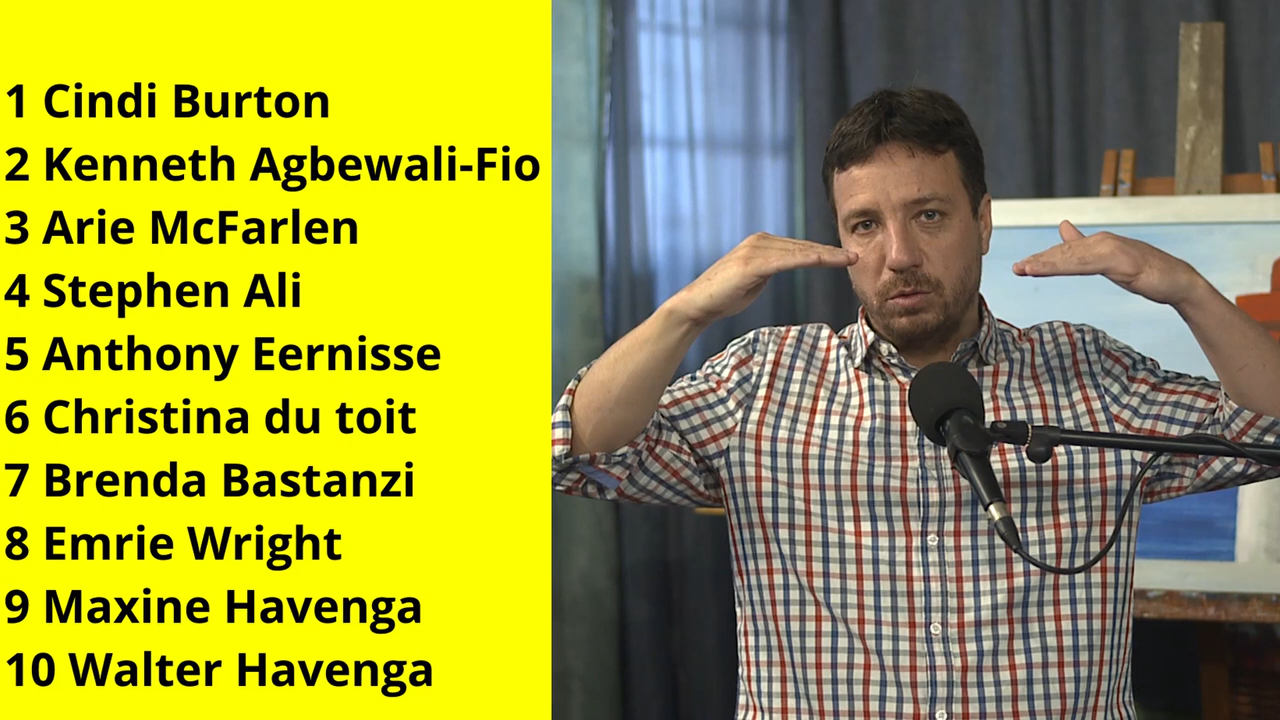 1 Cindi Burton
2 Kenneth Agbewali-Fio
3 Arie McFarlen
4 Stephen Ali
5 Anthony Eernisse
6 Christina du toit
7 Brenda Bastanzi
8 Emrie Wright
9 Maxine Havenga
10 Walter Havenga